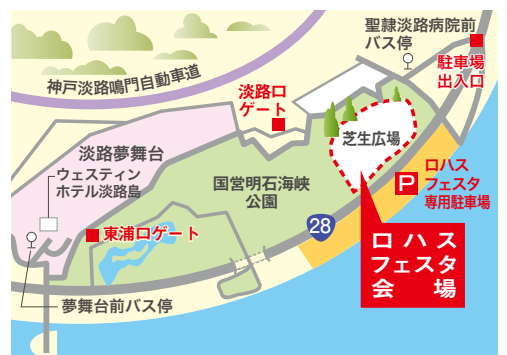 聖隷淡路病院前
バス停
神戸淡路鳴門自動車道
駐車場
出入口
淡路口
ゲート
芝生広場
淡路夢舞台
ウェスティン
ホテル淡路島
国営明石海峡
公園
ロハス
フェスタ
専用駐車場
P
28
東浦口ゲート
ロハス
フェスタ
会場
夢舞台前バス停